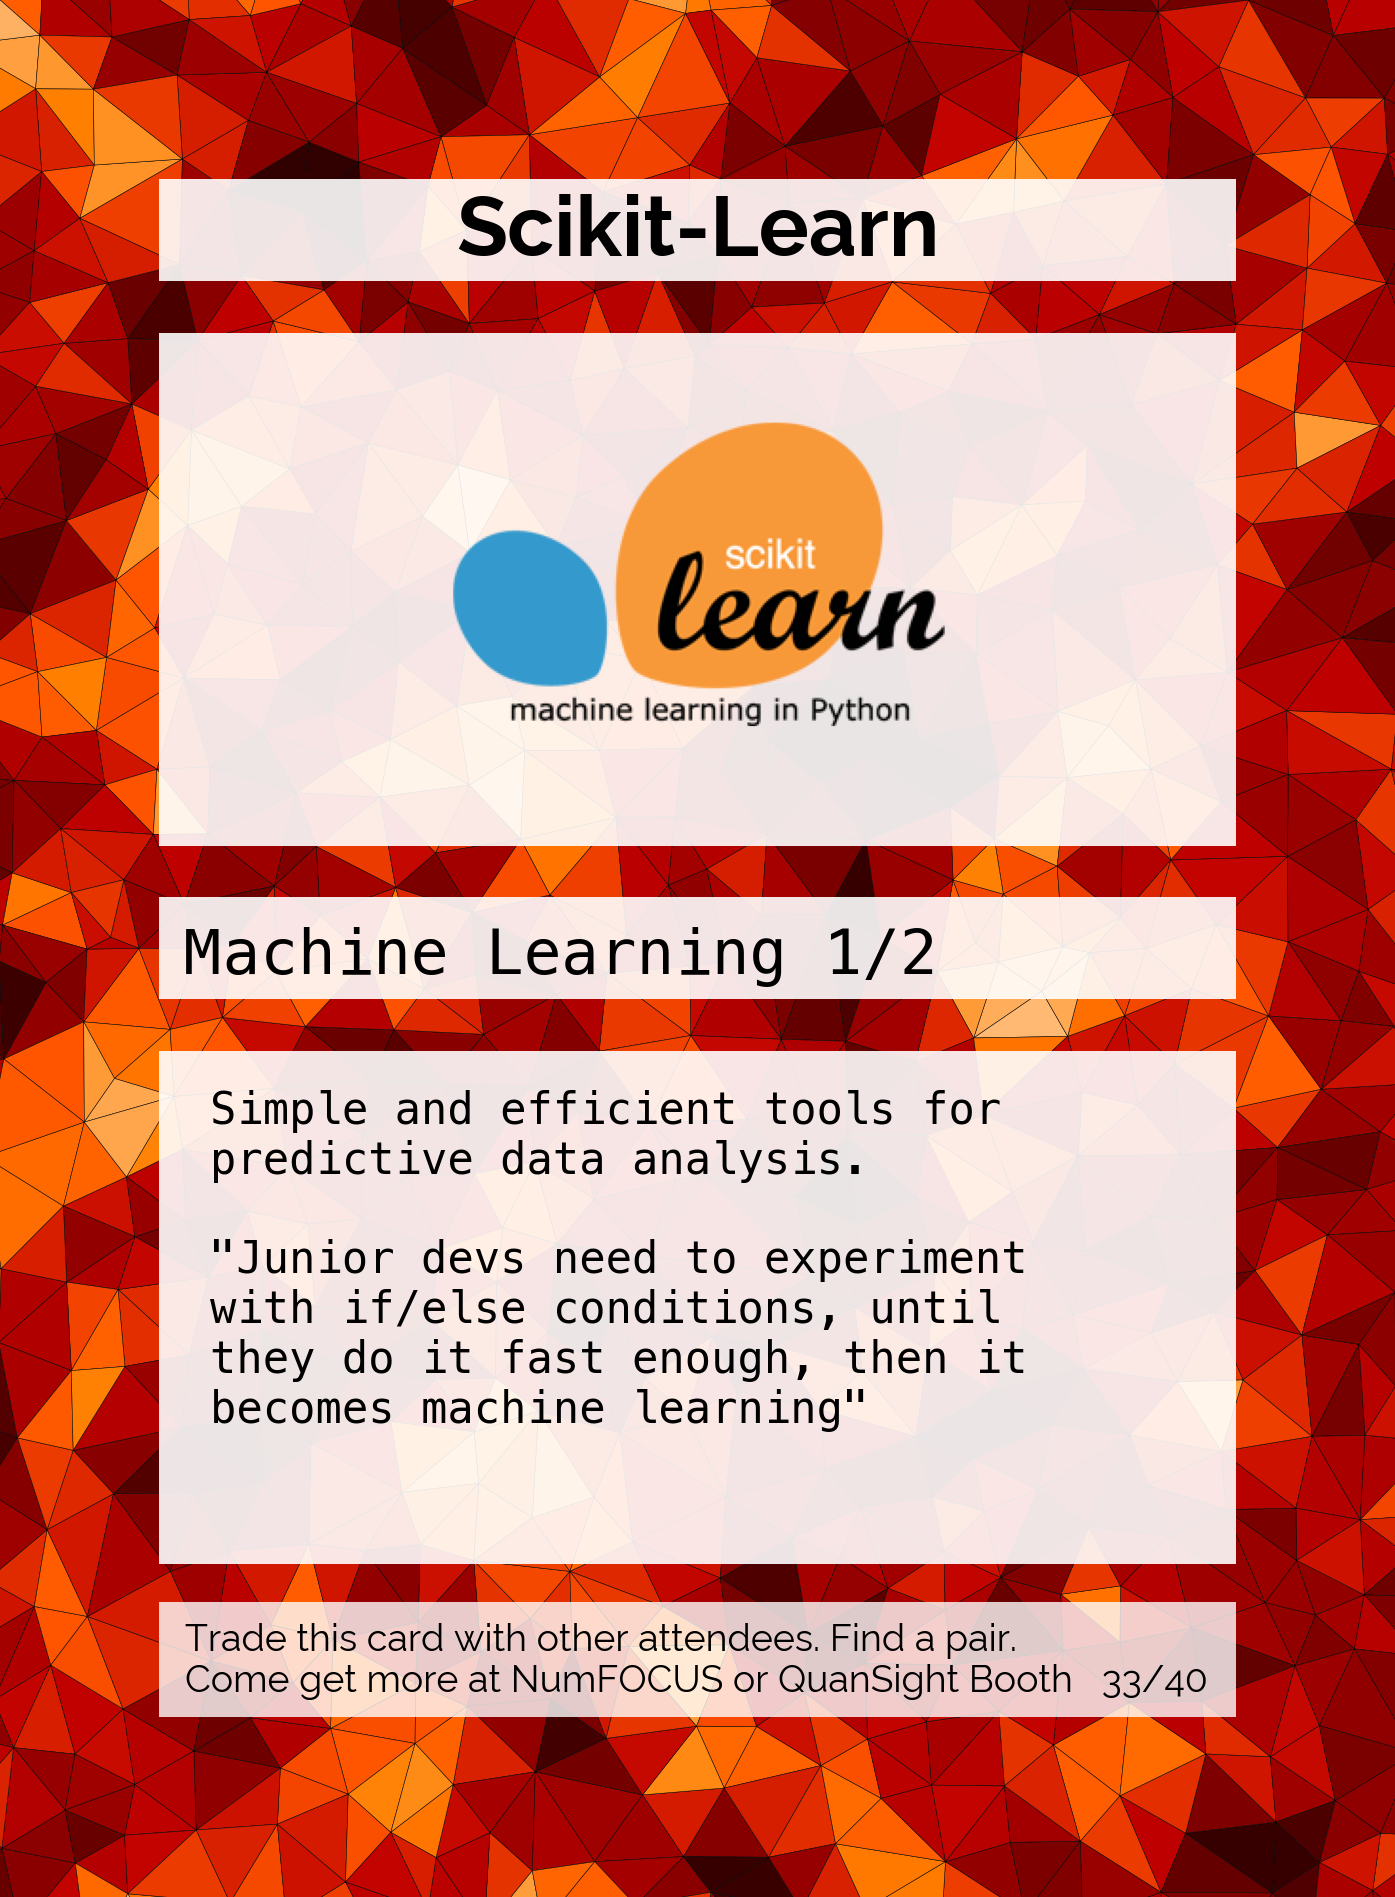 Scikit-Learn
scikit
learn
machine learning in Python
Machine Learning 1/2
Simple and efficient tools for
predictive data analysis.
"Junior devs need to experiment
with if/else conditions, until
they do it fast enough, then it
becomes machine learning"
Trade this card with other attendees. Find a pair.
Come get more at NumFOCUS or QuanSight Booth 33/40